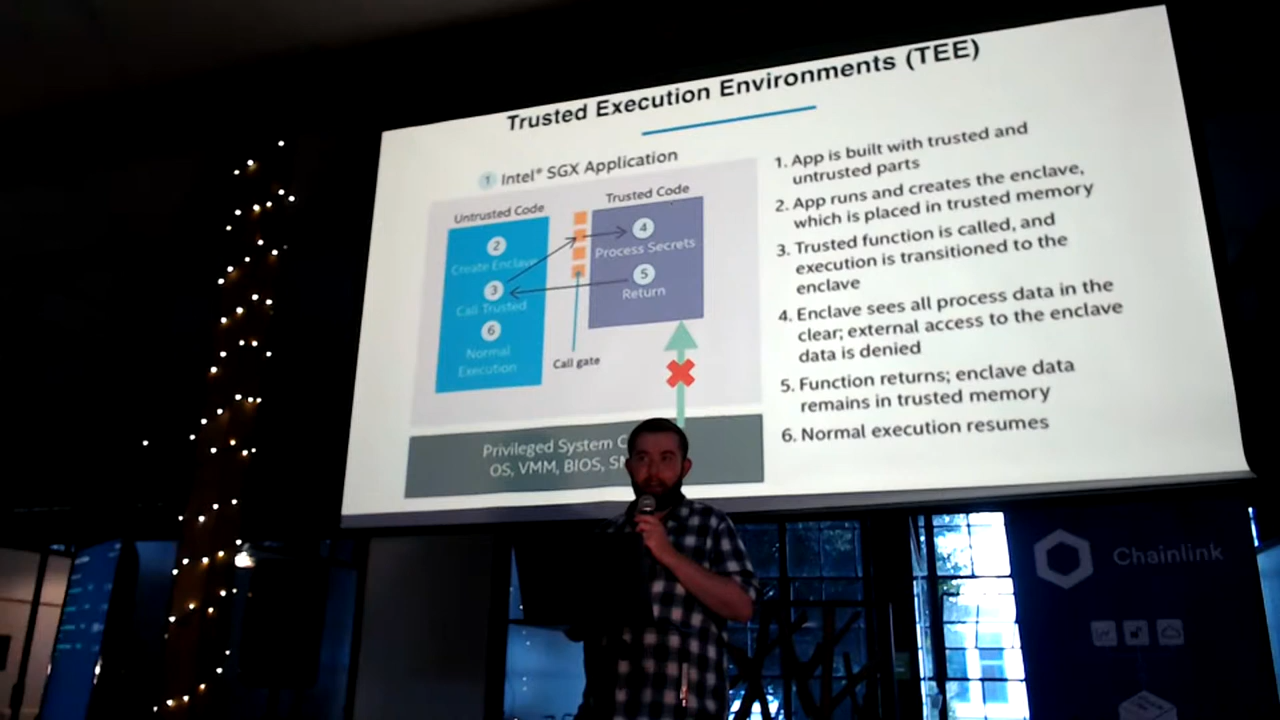 Trusted Execution Environments (TEE)
1 Intel® SGX Application
Untrusted Code
Trusted Code
2
Create Enclave
3
Call Trusted
6
Normal
Execution
4
Process Secrets
5
Return
Call gate
Privileged System C
OS, VMM, BIOS, SM
1. App is built with trusted and
untrusted parts
2. App runs and creates the enclave,
which is placed in trusted memory
3. Trusted function is called, and
execution is transitioned to the
enclave
4. Enclave sees all process data in the
clear; external access to the enclave
data is denied
5. Function returns; enclave data
remains in trusted memory
6. Normal execution resumes
Chainlink